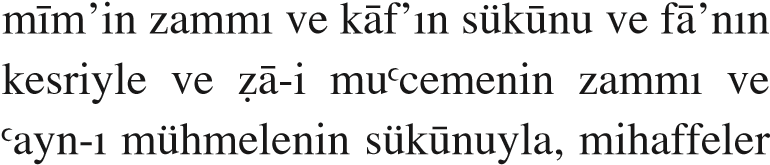 mīm’in zammı ve kāf’ın sükūnu ve fā’nın
kesriyle ve ẓā-i muʿcemenin zammı ve
ʿayn-ı mühmelenin sükūnuyla, mihaffeler